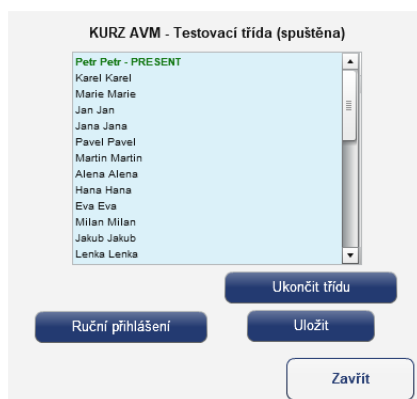 KURZ AVM - Testovací třída (spuštěna)
Petr Petr - PRESENT
Karel Karel
Marie Marie
Jan Jan
Jana Jana
Pavel Pavel
Martin Martin
Alena Alena
Hana Hana
Eva Eva
Milan Milan
Jakub Jakub
Lenka Lenka
Ukončit třídu
Ruční přihlášení
Uložit
Zavřít